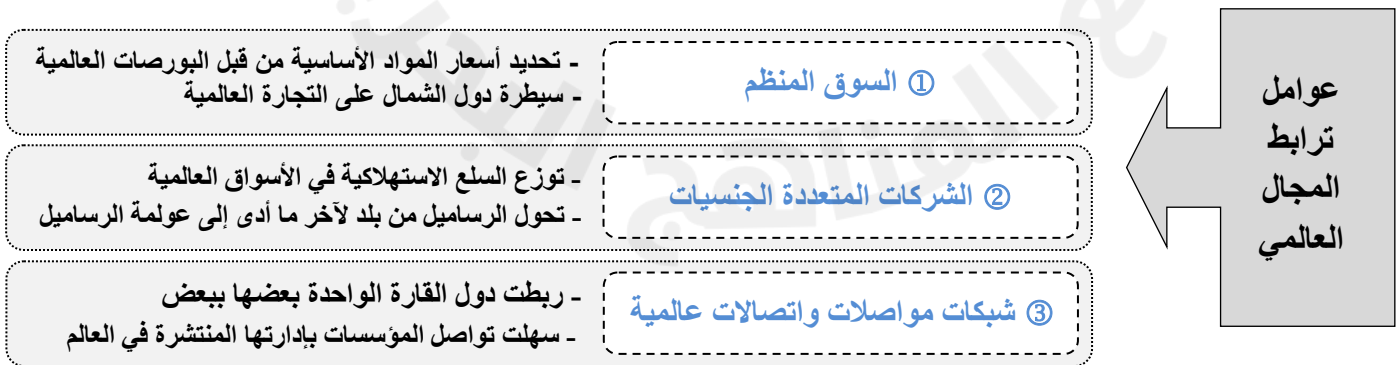 عوامل
ترابط
المجال
العالمي
① السوق المنظم
- تحديد أسعار المواد الأساسية من قبل البورصات العالمية
- سيطرة دول الشمال على التجارة العالمية
② الشركات المتعددة الجنسيات
- توزع السلع الاستهلاكية في الأسواق العالمية
- تحول الرساميل من بلد لآخر ما أدى إلى عولمة الرساميل
③ شبكات مواصلات واتصالات عالمية
- ربطت دول القارة الواحدة بعضها ببعض
- سهلت تواصل المؤسسات بإدارتها المنتشرة في العالم